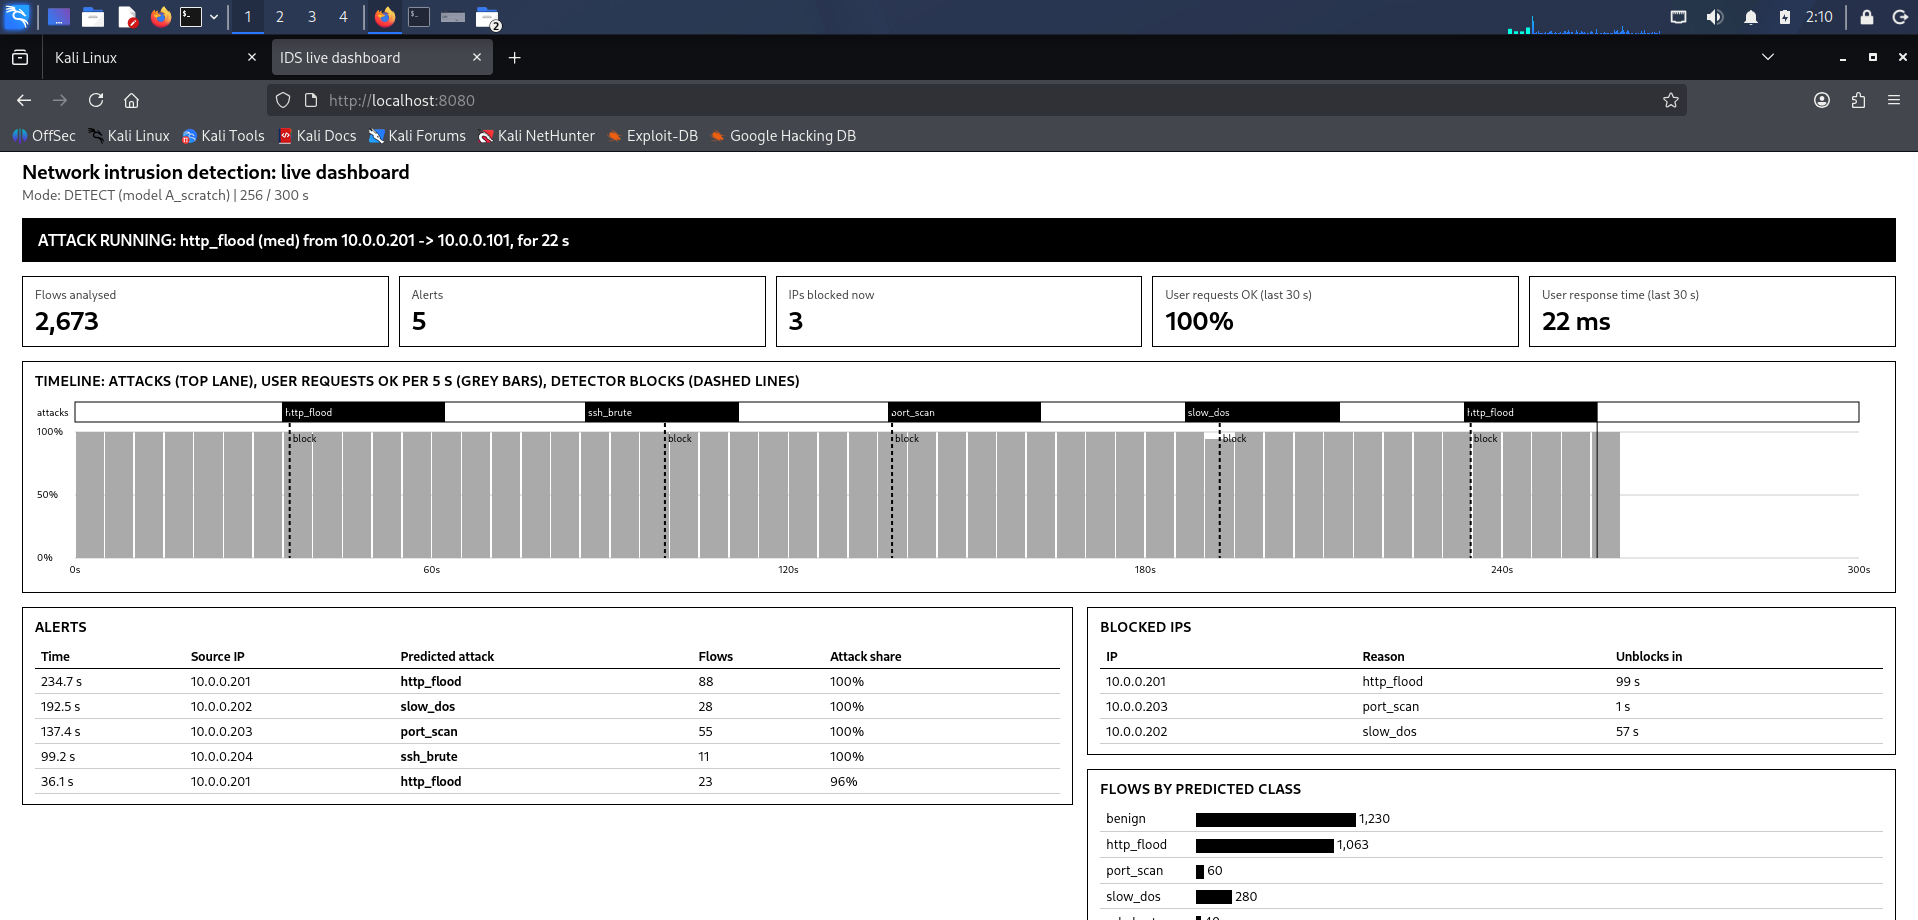 1 2 3 4 2 2:10
Kali Linux
IDS live dashboard
http://localhost:8080
OffSec Kali Linux Kali Tools Kali Docs Kali Forums Kali NetHunter Exploit-DB Google Hacking DB
Network intrusion detection: live dashboard
Mode: DETECT (model A_scratch) | 256 / 300 s
ATTACK RUNNING: http_flood (med) from 10.0.0.201 -> 10.0.0.101, for 22 s
Flows analysed
2,673
Alerts
5
IPs blocked now
3
User requests OK (last 30 s)
100%
User response time (last 30 s)
22 ms
TIMELINE: ATTACKS (TOP LANE), USER REQUESTS OK PER 5 S (GREY BARS), DETECTOR BLOCKS (DASHED LINES)
attacks http_flood ssh_brute port_scan slow_dos http_flood
100% block block block block block
50%
0%
0s 60s 120s 180s 240s 300s
ALERTS
Time Source IP Predicted attack Flows Attack share
234.7 s 10.0.0.201 http_flood 88 100%
192.5 s 10.0.0.202 slow_dos 28 100%
137.4 s 10.0.0.203 port_scan 55 100%
99.2 s 10.0.0.204 ssh_brute 11 100%
36.1 s 10.0.0.201 http_flood 23 96%
BLOCKED IPS
IP Reason Unblocks in
10.0.0.201 http_flood 99 s
10.0.0.203 port_scan 1 s
10.0.0.202 slow_dos 57 s
FLOWS BY PREDICTED CLASS
benign 1,230
http_flood 1,063
port_scan 60
slow_dos 280